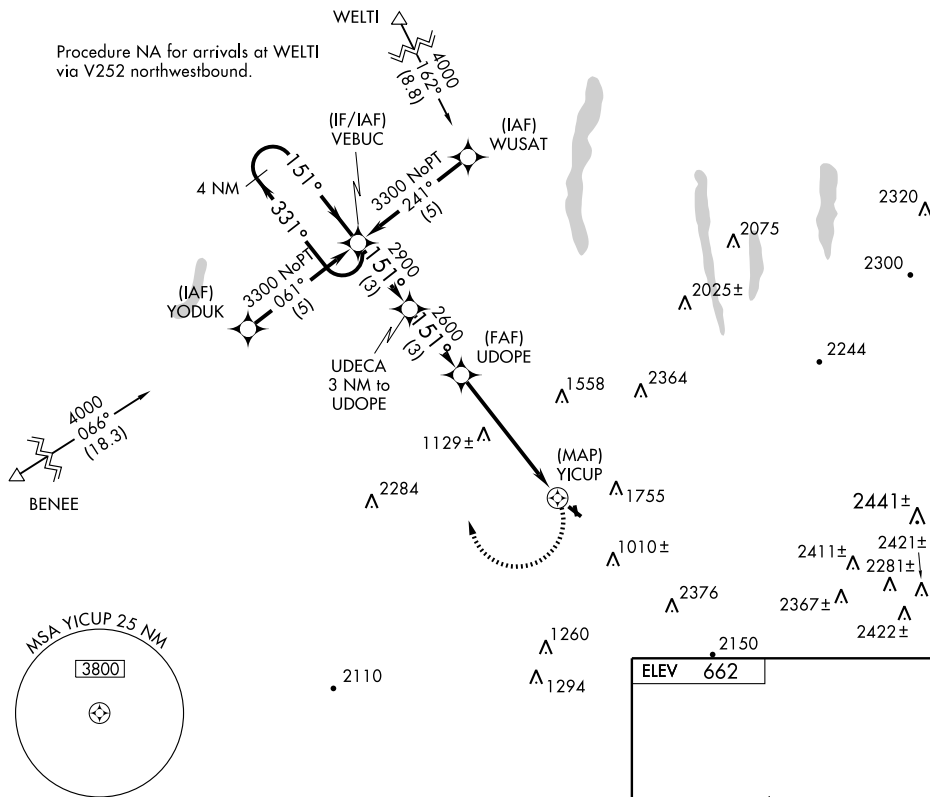 WELTI
Procedure NA for arrivals at WELTI
via V252 northwestbound.
4000
162°
(8.8)
(IF/IAF)
VEBUC
(IAF)
WUSAT
4 NM
151°
331°
3300 NoPT
241°
(5)
2320
2075
2300
2900
151°
(3)
3300 NoPT
061°
(5)
(IAF)
YODUK
2025±
2600
151°
(3)
(FAF)
UDOPE
2244
UDECA
3 NM to
UDOPE
1558
2364
4000
066°
(18.3)
BENEE
1129±
(MAP)
YICUP
2284
1755
2441±
1010±
2411±
2421±
2281±
2376
2367±
2422±
MSA YICUP 25 NM
3800
1260
2150
2110
1294
ELEV 662